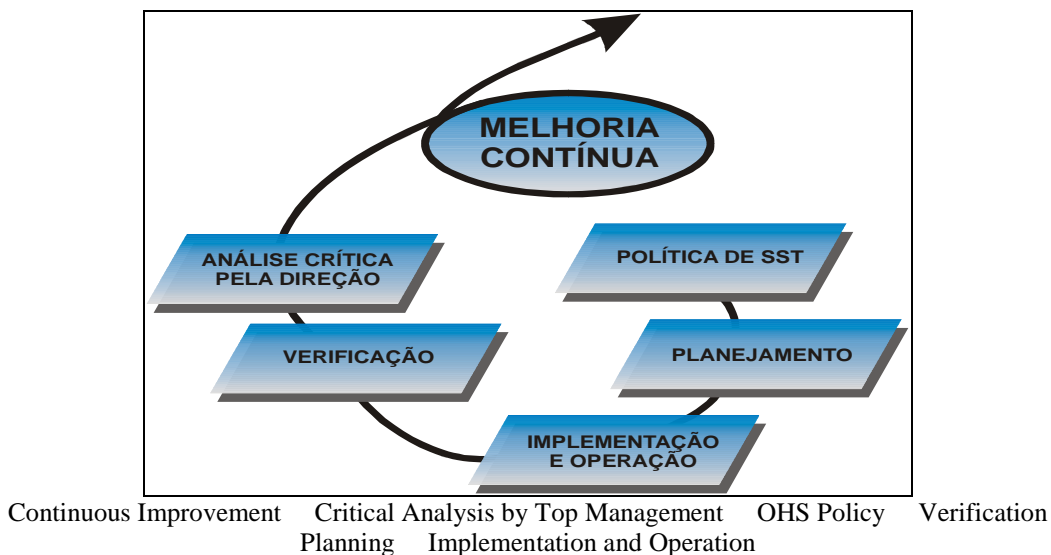 MELHORIA
CONTÍNUA
ANÁLISE CRÍTICA
PELA DIREÇÃO
POLÍTICA DE SST
VERIFICAÇÃO
PLANEJAMENTO
IMPLEMENTAÇÃO
E OPERAÇÃO
Continuous Improvement Critical Analysis by Top Management OHS Policy Verification
Planning Implementation and Operation